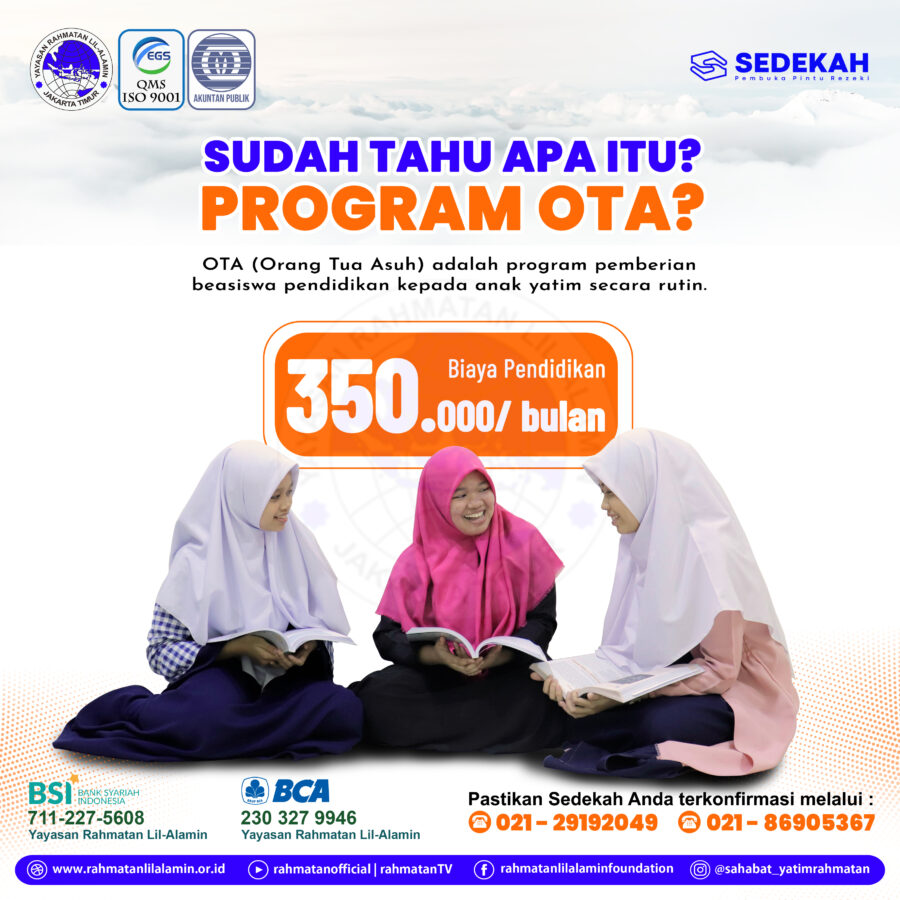 YAYASAN RAHMATAN LIL-ALAMIN
JAKARTA TIMUR
EGS
QMS
ISO 9001
AKUNTAN PUBLIK
SEDEKAH
Pembuka Pintu Rezeki
SUDAH TAHU APA ITU?
PROGRAM OTA?
OTA (Orang Tua Asuh) adalah program pemberian
beasiswa pendidikan kepada anak yatim secara rutin.
Biaya Pendidikan
350.000/ bulan
BSI BANK SYARIAH
INDONESIA
711-227-5608
Yayasan Rahmatan Lil-Alamin
BCA
230 327 9946
Yayasan Rahmatan Lil-Alamin
Pastikan Sedekah Anda terkonfirmasi melalui :
021 – 29192049 021 – 86905367
www.rahmatanlilalamin.or.id rahmatanofficial | rahmatanTV rahmatanlilalaminfoundation @sahabat_yatimrahmatan